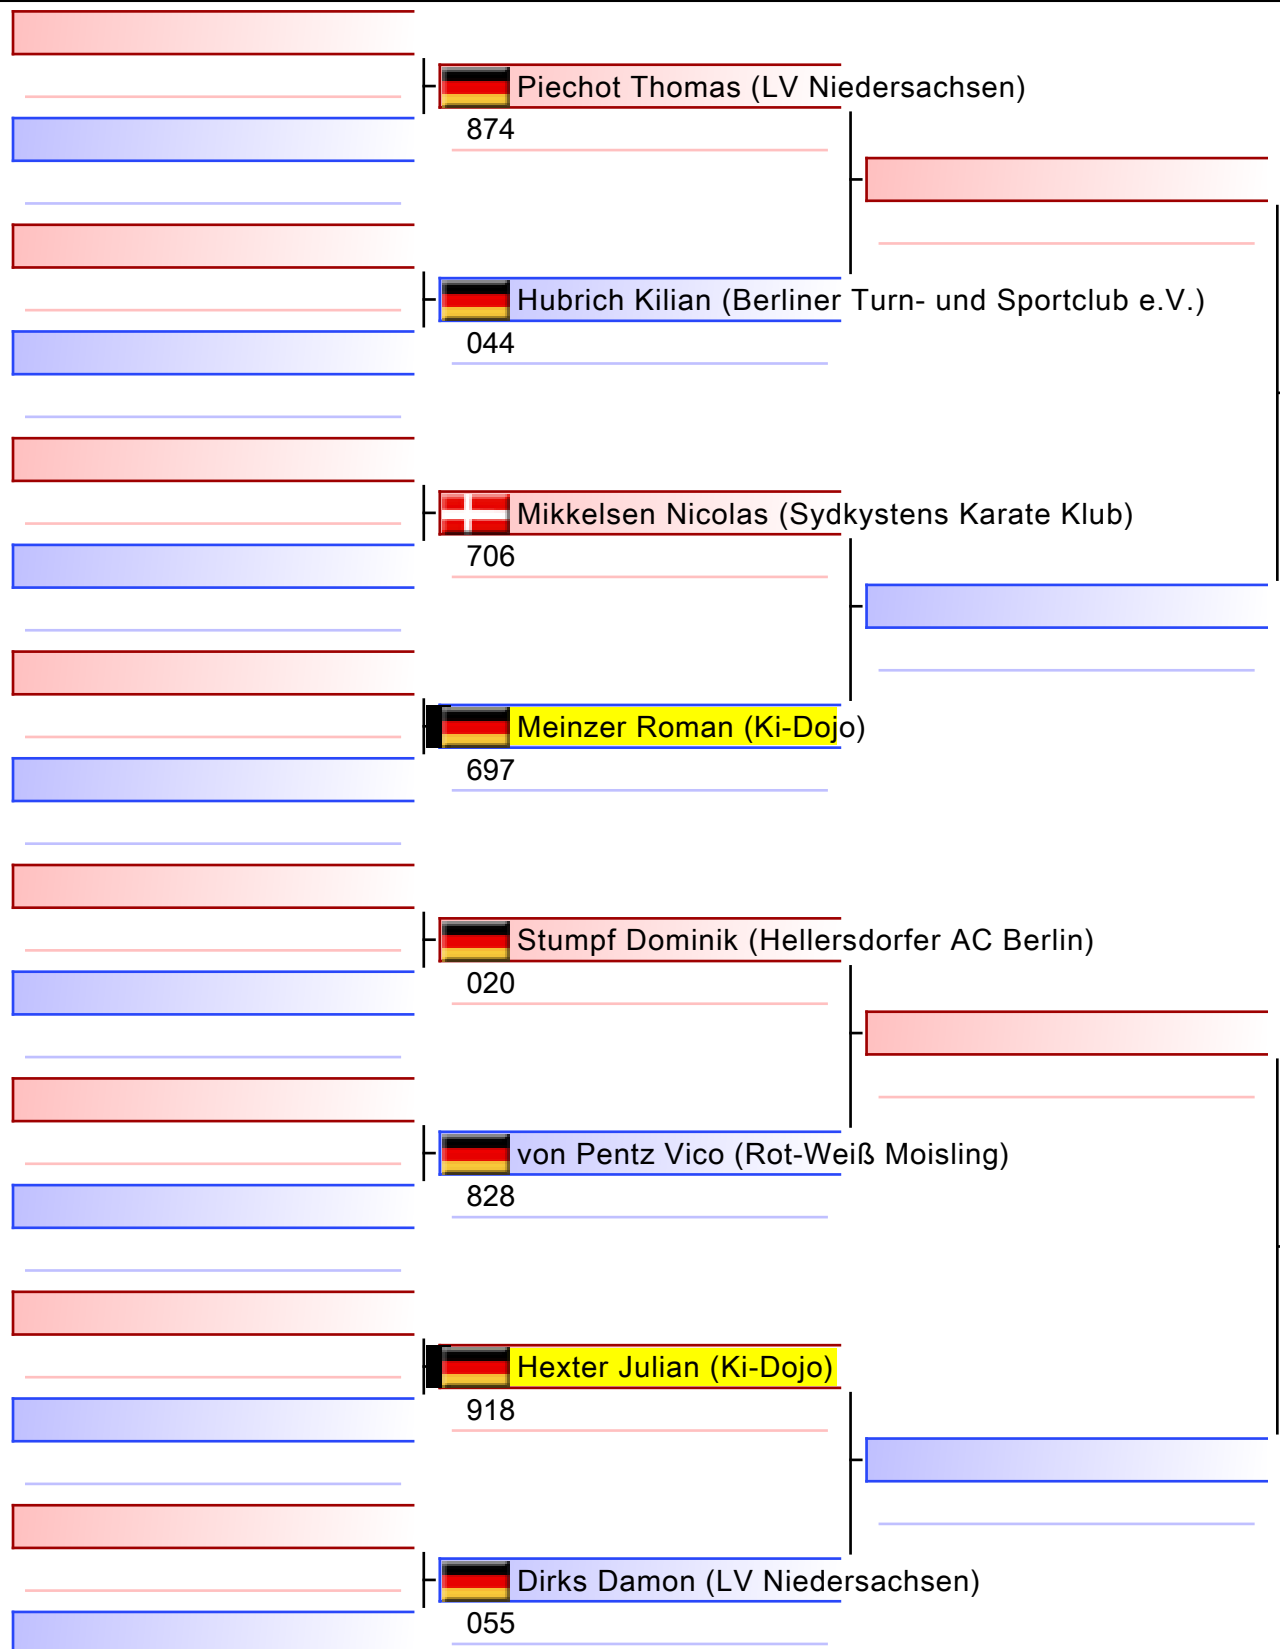 Piechot Thomas (LV Niedersachsen)
874
Hubrich Kilian (Berliner Turn- und Sportclub e.V.)
044
Mikkelsen Nicolas (Sydkystens Karate Klub)
706
Meinzer Roman (Ki-Dojo)
697
Stumpf Dominik (Hellersdorfer AC Berlin)
020
von Pentz Vico (Rot-Weiß Moisling)
828
Hexter Julian (Ki-Dojo)
918
Dirks Damon (LV Niedersachsen)
055